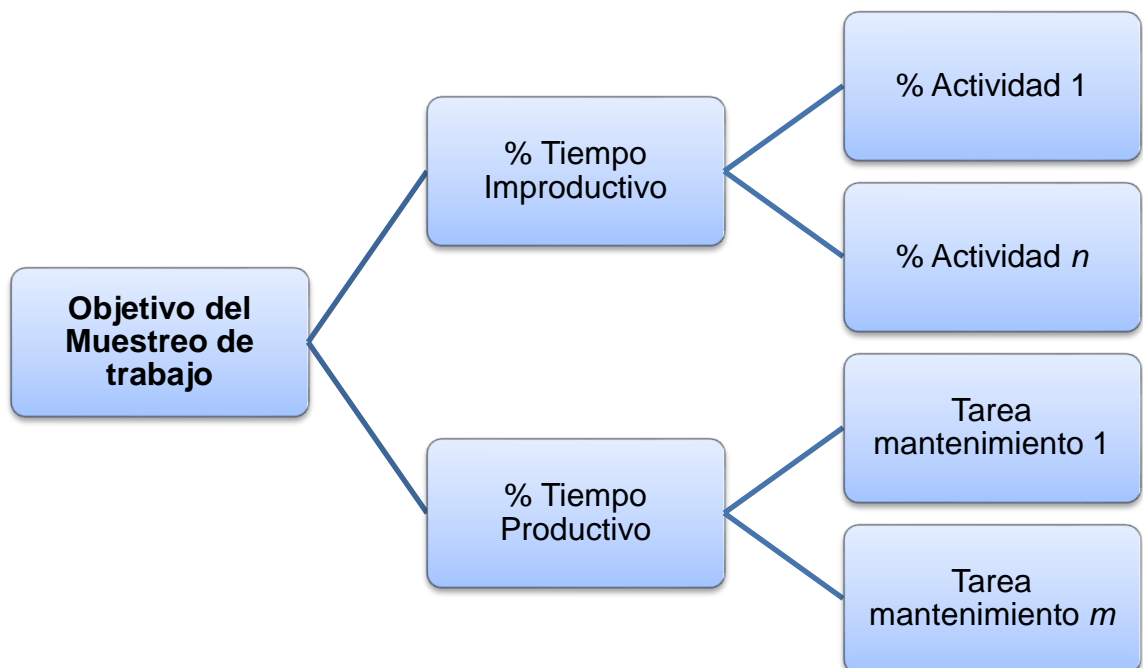 Objetivo del
Muestreo de
trabajo
% Tiempo
Improductivo
% Actividad 1
% Actividad n
% Tiempo
Productivo
Tarea
mantenimiento 1
Tarea
mantenimiento m